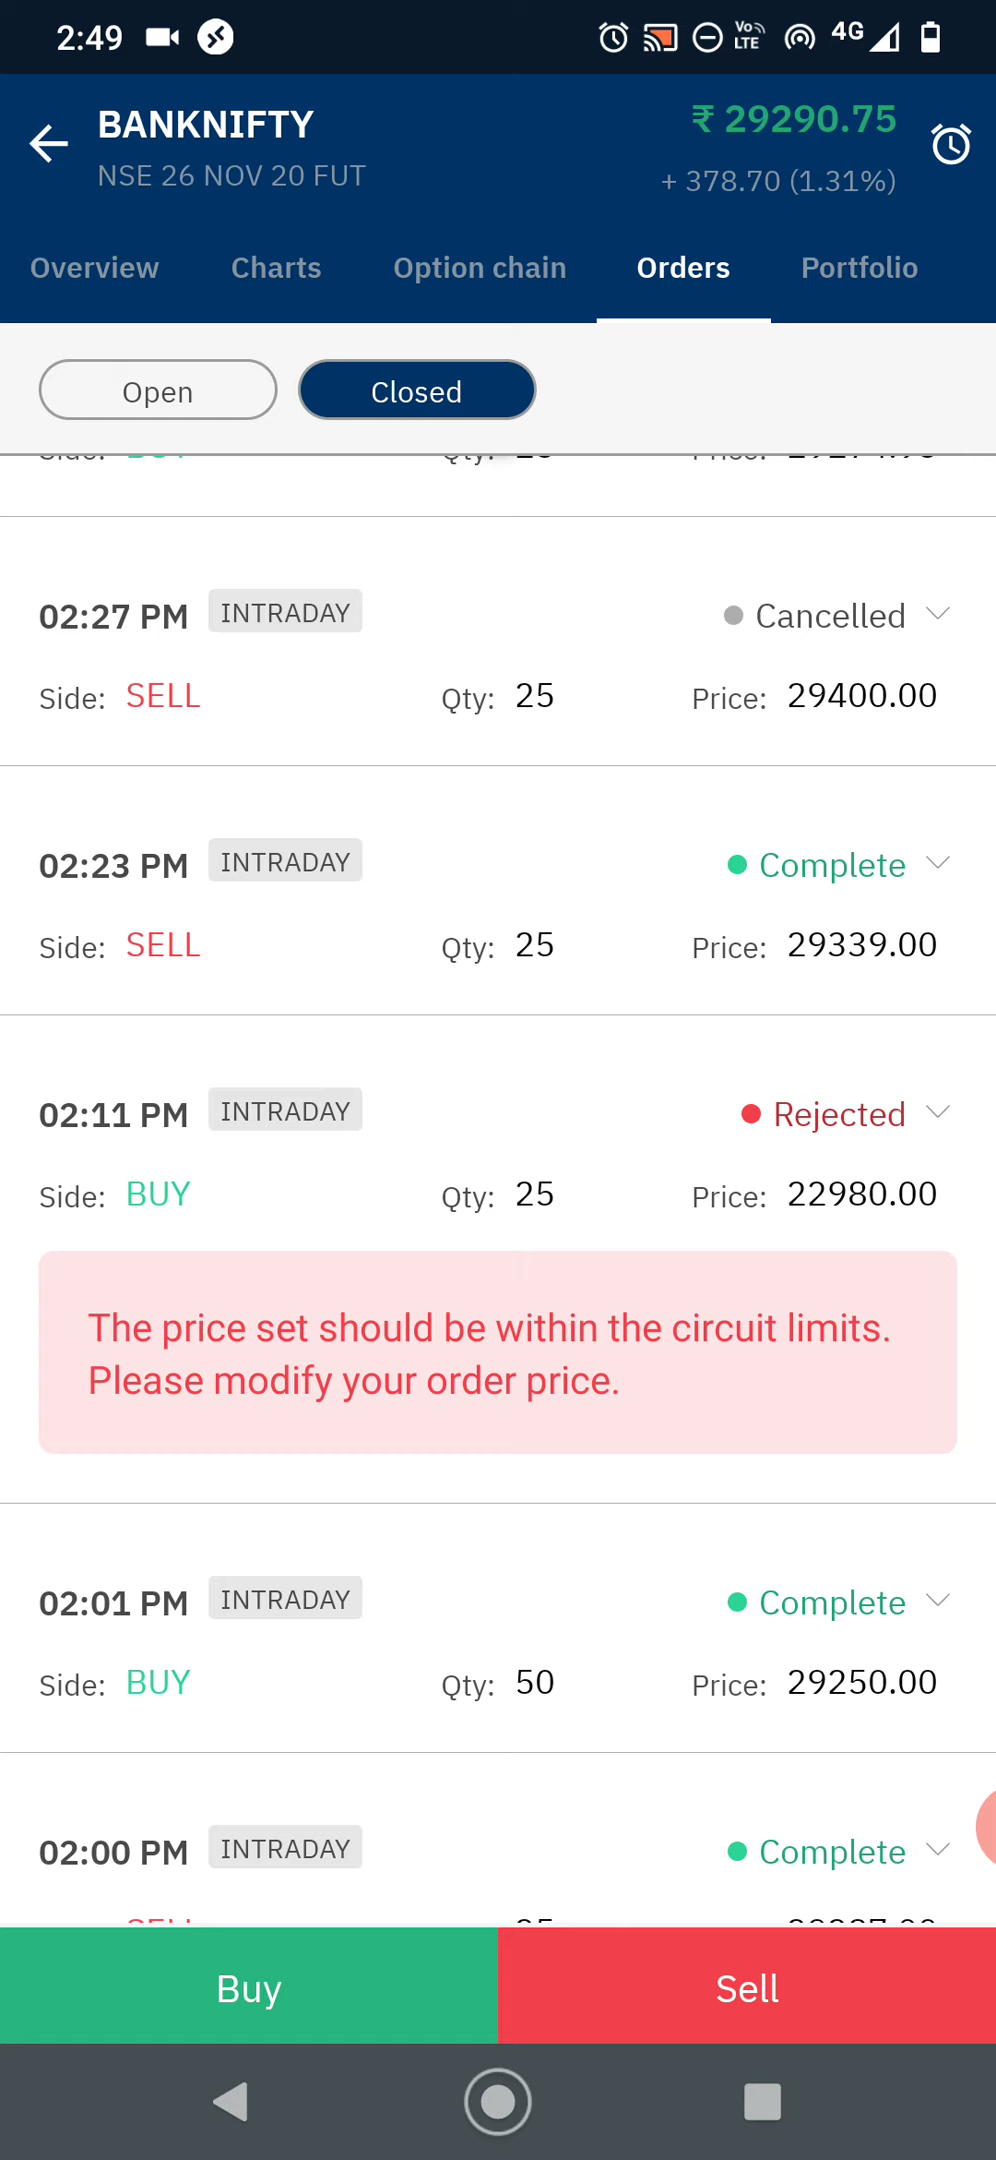 2:49
Vo LTE 4G
BANKNIFTY
₹ 29290.75
NSE 26 NOV 20 FUT
+ 378.70 (1.31%)
Overview Charts Option chain Orders Portfolio
Open Closed
02:27 PM INTRADAY Cancelled
Side: SELL Qty: 25 Price: 29400.00
02:23 PM INTRADAY Complete
Side: SELL Qty: 25 Price: 29339.00
02:11 PM INTRADAY Rejected
Side: BUY Qty: 25 Price: 22980.00
The price set should be within the circuit limits.
Please modify your order price.
02:01 PM INTRADAY Complete
Side: BUY Qty: 50 Price: 29250.00
02:00 PM INTRADAY Complete
Buy Sell